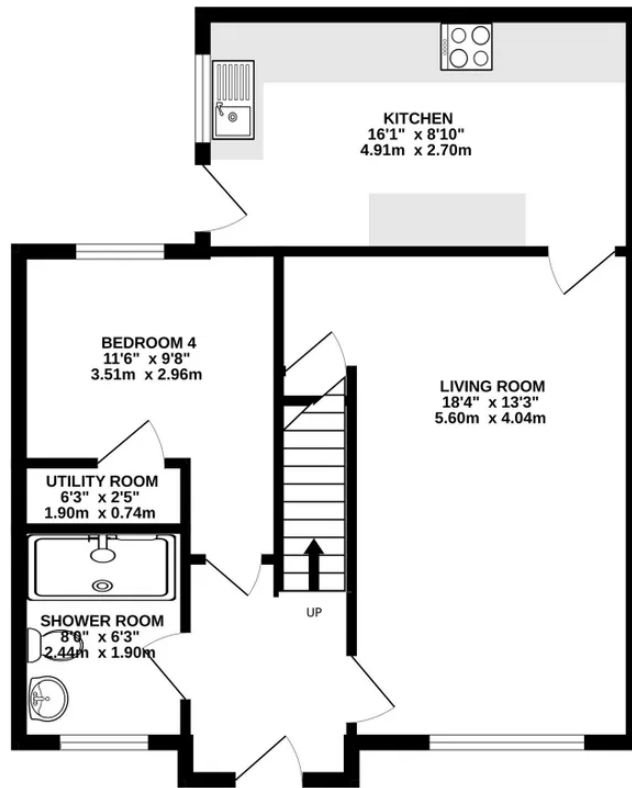 KITCHEN
16'1" x 8'10"
4.91m x 2.70m
BEDROOM 4
11'6" x 9'8"
3.51m x 2.96m
LIVING ROOM
18'4" x 13'3"
5.60m x 4.04m
UTILITY ROOM
6'3" x 2'5"
1.90m x 0.74m
SHOWER ROOM
8'0" x 6'3"
2.44m x 1.90m
UP